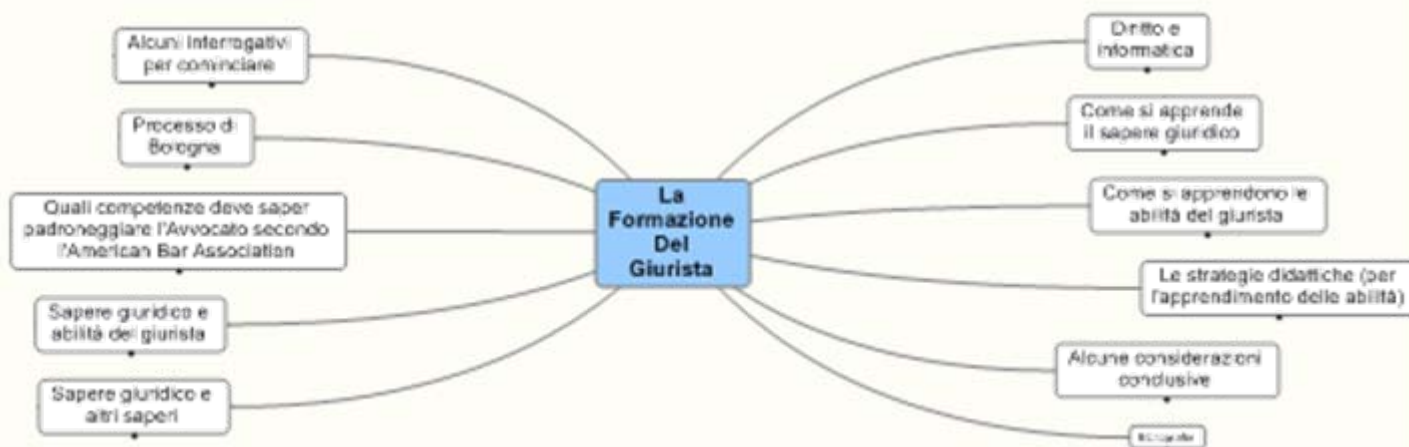 Alcuni Interrogativi
per cominciare
Processo di
Bologna
Quali competenze deve saper
padroneggiare l'Avvocato secondo
l'American Bar Association
Sapere giuridico e
abilità del giurista
Sapere giuridico e
altri saperi
La
Formazione
Del
Giurista
Diritto e
informatica
Come si apprende
il sapere giuridico
Come si apprendono le
abilità del giurista
Le strategie didattiche (per
l'apprendimento delle abilità)
Alcune considerazioni
conclusive